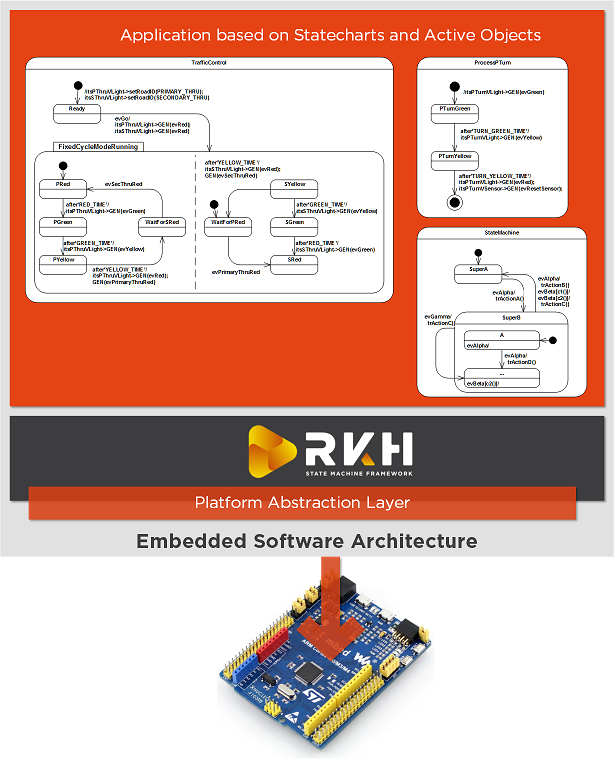 Application based on Statecharts and Active Objects
TrafficControl
/itsPThruVLight->setRoadID(PRIMARY_THRU);
itsSThruVLight->setRoadID(SECONDARY_THRU)
Ready
evGo/
itsPThruVLight->GEN(evRed);
itsSThruVLight->GEN(evRed)
FixedCycleModeRunning
PRed
evSecThruRed
after"RED_TIME"/
itsPThruVLight->GEN(evGreen)
PGreen
WaitForSRed
after"GREEN_TIME"/
itsPThruVLight->GEN(evYellow)
PYellow
after"YELLOW_TIME"/
itsPThruVLight->GEN(evRed);
GEN(evPrimaryThruRed)
after"YELLOW_TIME"/
itsSThruVLight->GEN(evRed);
GEN(evSecThruRed)
SYellow
after"GREEN_TIME"/
itsSThruVLight->GEN(evYellow)
WaitForPRed
SGreen
after"RED_TIME"/
itsSThruVLight->GEN(evGreen)
SRed
evPrimaryThruRed
ProcessPTurn
/itsPTurnVLight->GEN(evGreen)
PTurnGreen
after"TURN_GREEN_TIME"/
itsPTurnVLight->GEN(evYellow)
PTurnYellow
after"TURN_YELLOW_TIME"/
itsPTurnVLight->GEN(evRed);
itsPTurnVSensor->GEN(evResetSensor);
StateMachine
SuperA
evAlpha/
trActionA()
evAlpha/
trActionB()
evBeta[c1()]/
evBeta[c2()]/
trActionC()
evGamma/
trActionC()
SuperB
A
evAlpha/
evAlpha/
trActionD()
...
evBeta[c2()]/
RKH
STATE MACHINE FRAMEWORK
Platform Abstraction Layer
Embedded Software Architecture
ST